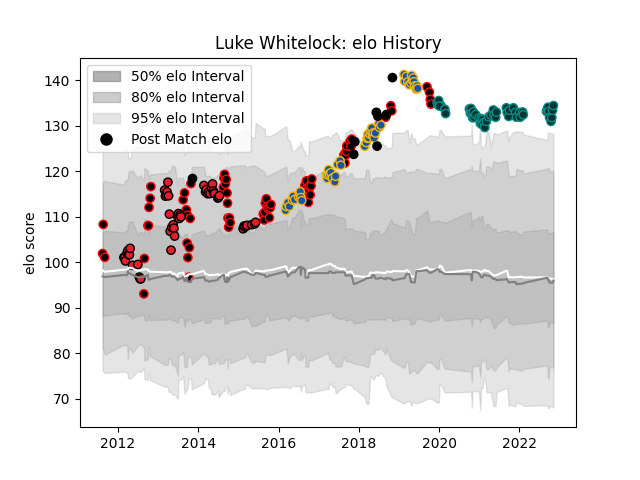 Luke Whitelock: elo History
50% elo Interval
80% elo Interval
95% elo Interval
Post Match elo
elo score
140
130
120
110
100
90
80
70
2012
2014
2016
2018
2020
2022